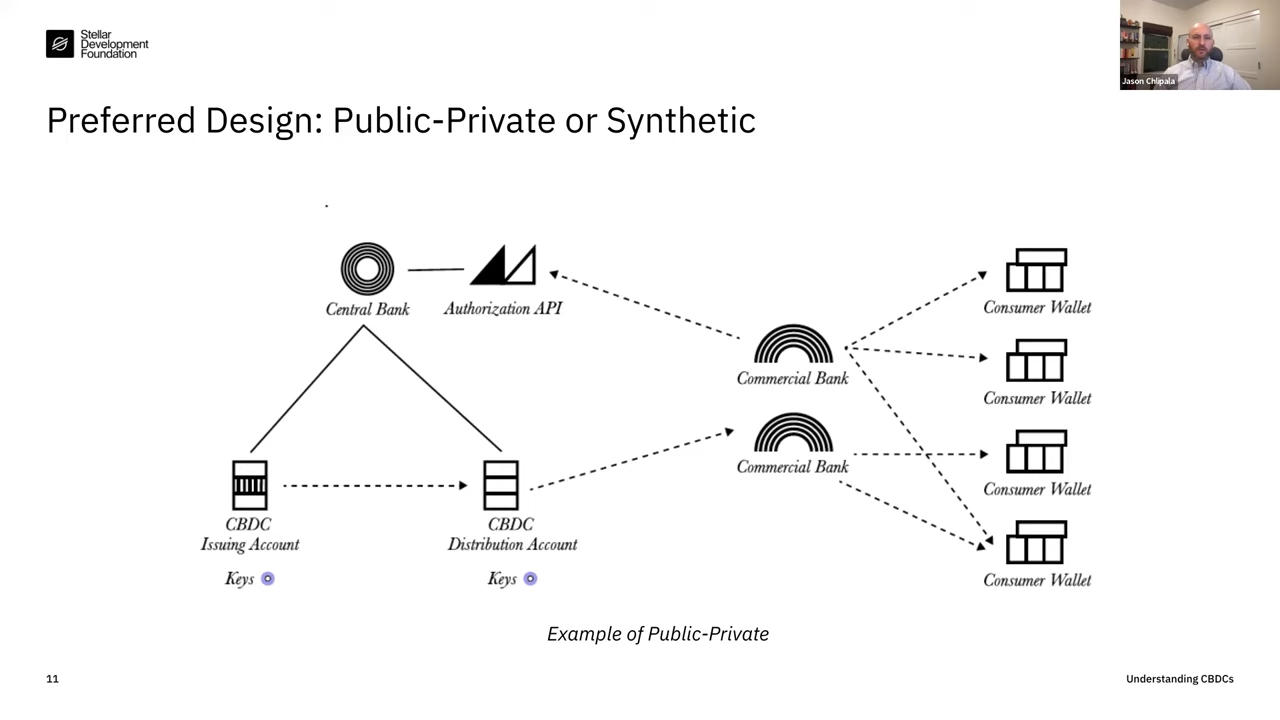 Stellar
Development
Foundation
Jason Chlipala
Preferred Design: Public-Private or Synthetic
Central Bank
Authorization API
Consumer Wallet
Commercial Bank
Consumer Wallet
Commercial Bank
Consumer Wallet
CBDC
Issuing Account
Keys
CBDC
Distribution Account
Keys
Consumer Wallet
Example of Public-Private
11
Understanding CBDCs